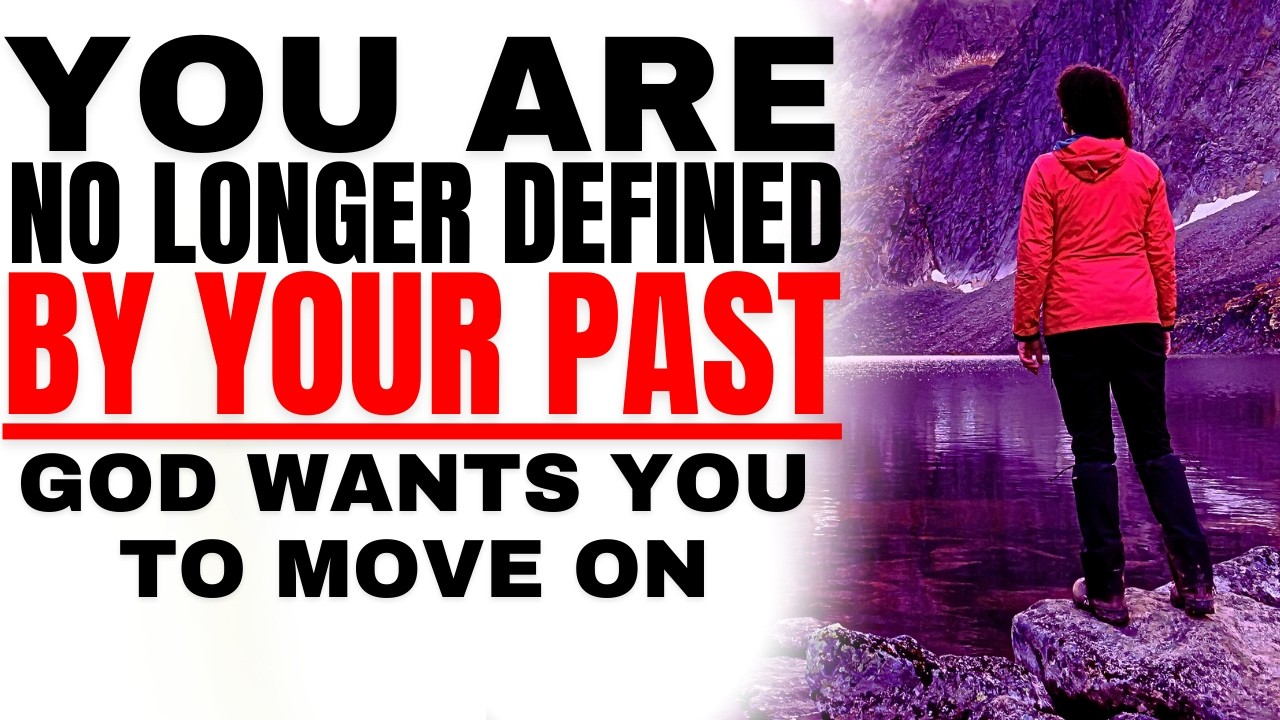 YOU ARE
NO LONGER DEFINED
BY YOUR PAST
GOD WANTS YOU
TO MOVE ON